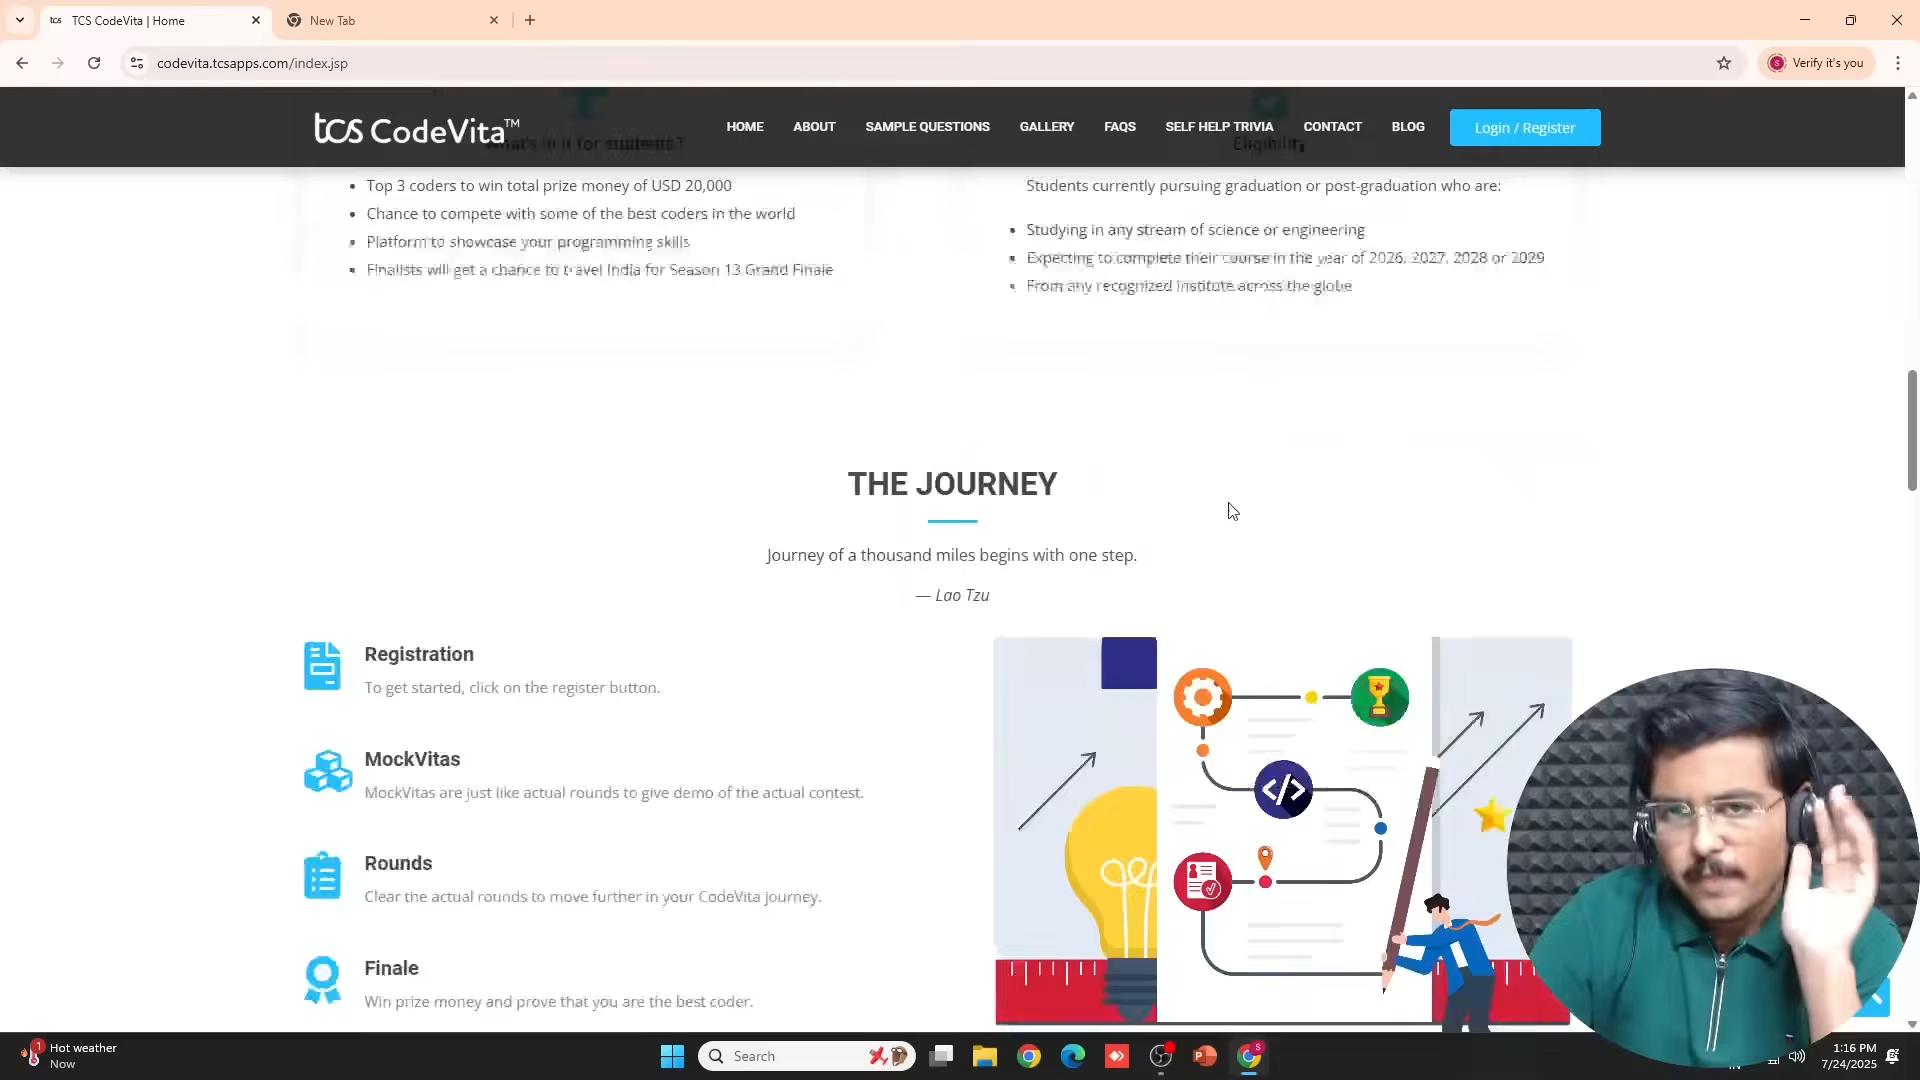 tcs TCS CodeVita | Home
New Tab
codevita.tcsapps.com/index.jsp
S Verify it's you
tcs CodeVita™
HOME ABOUT SAMPLE QUESTIONS GALLERY FAQS SELF HELP TRIVIA CONTACT BLOG Login / Register
What's in it for students?
Top 3 coders to win total prize money of USD 20,000
Chance to compete with some of the best coders in the world
Platform to showcase your programming skills
Finalists will get a chance to travel India for Season 13 Grand Finale
Eligibility
Students currently pursuing graduation or post-graduation who are:
Studying in any stream of science or engineering
Expecting to complete their course in the year of 2026, 2027, 2028 or 2029
From any recognized institute across the globe
THE JOURNEY
Journey of a thousand miles begins with one step.
— Lao Tzu
Registration
To get started, click on the register button.
MockVitas
MockVitas are just like actual rounds to give demo of the actual contest.
Rounds
Clear the actual rounds to move further in your CodeVita journey.
Finale
Win prize money and prove that you are the best coder.
</>
1
Hot weather
Now
Search
S
1:16 PM
7/24/2025